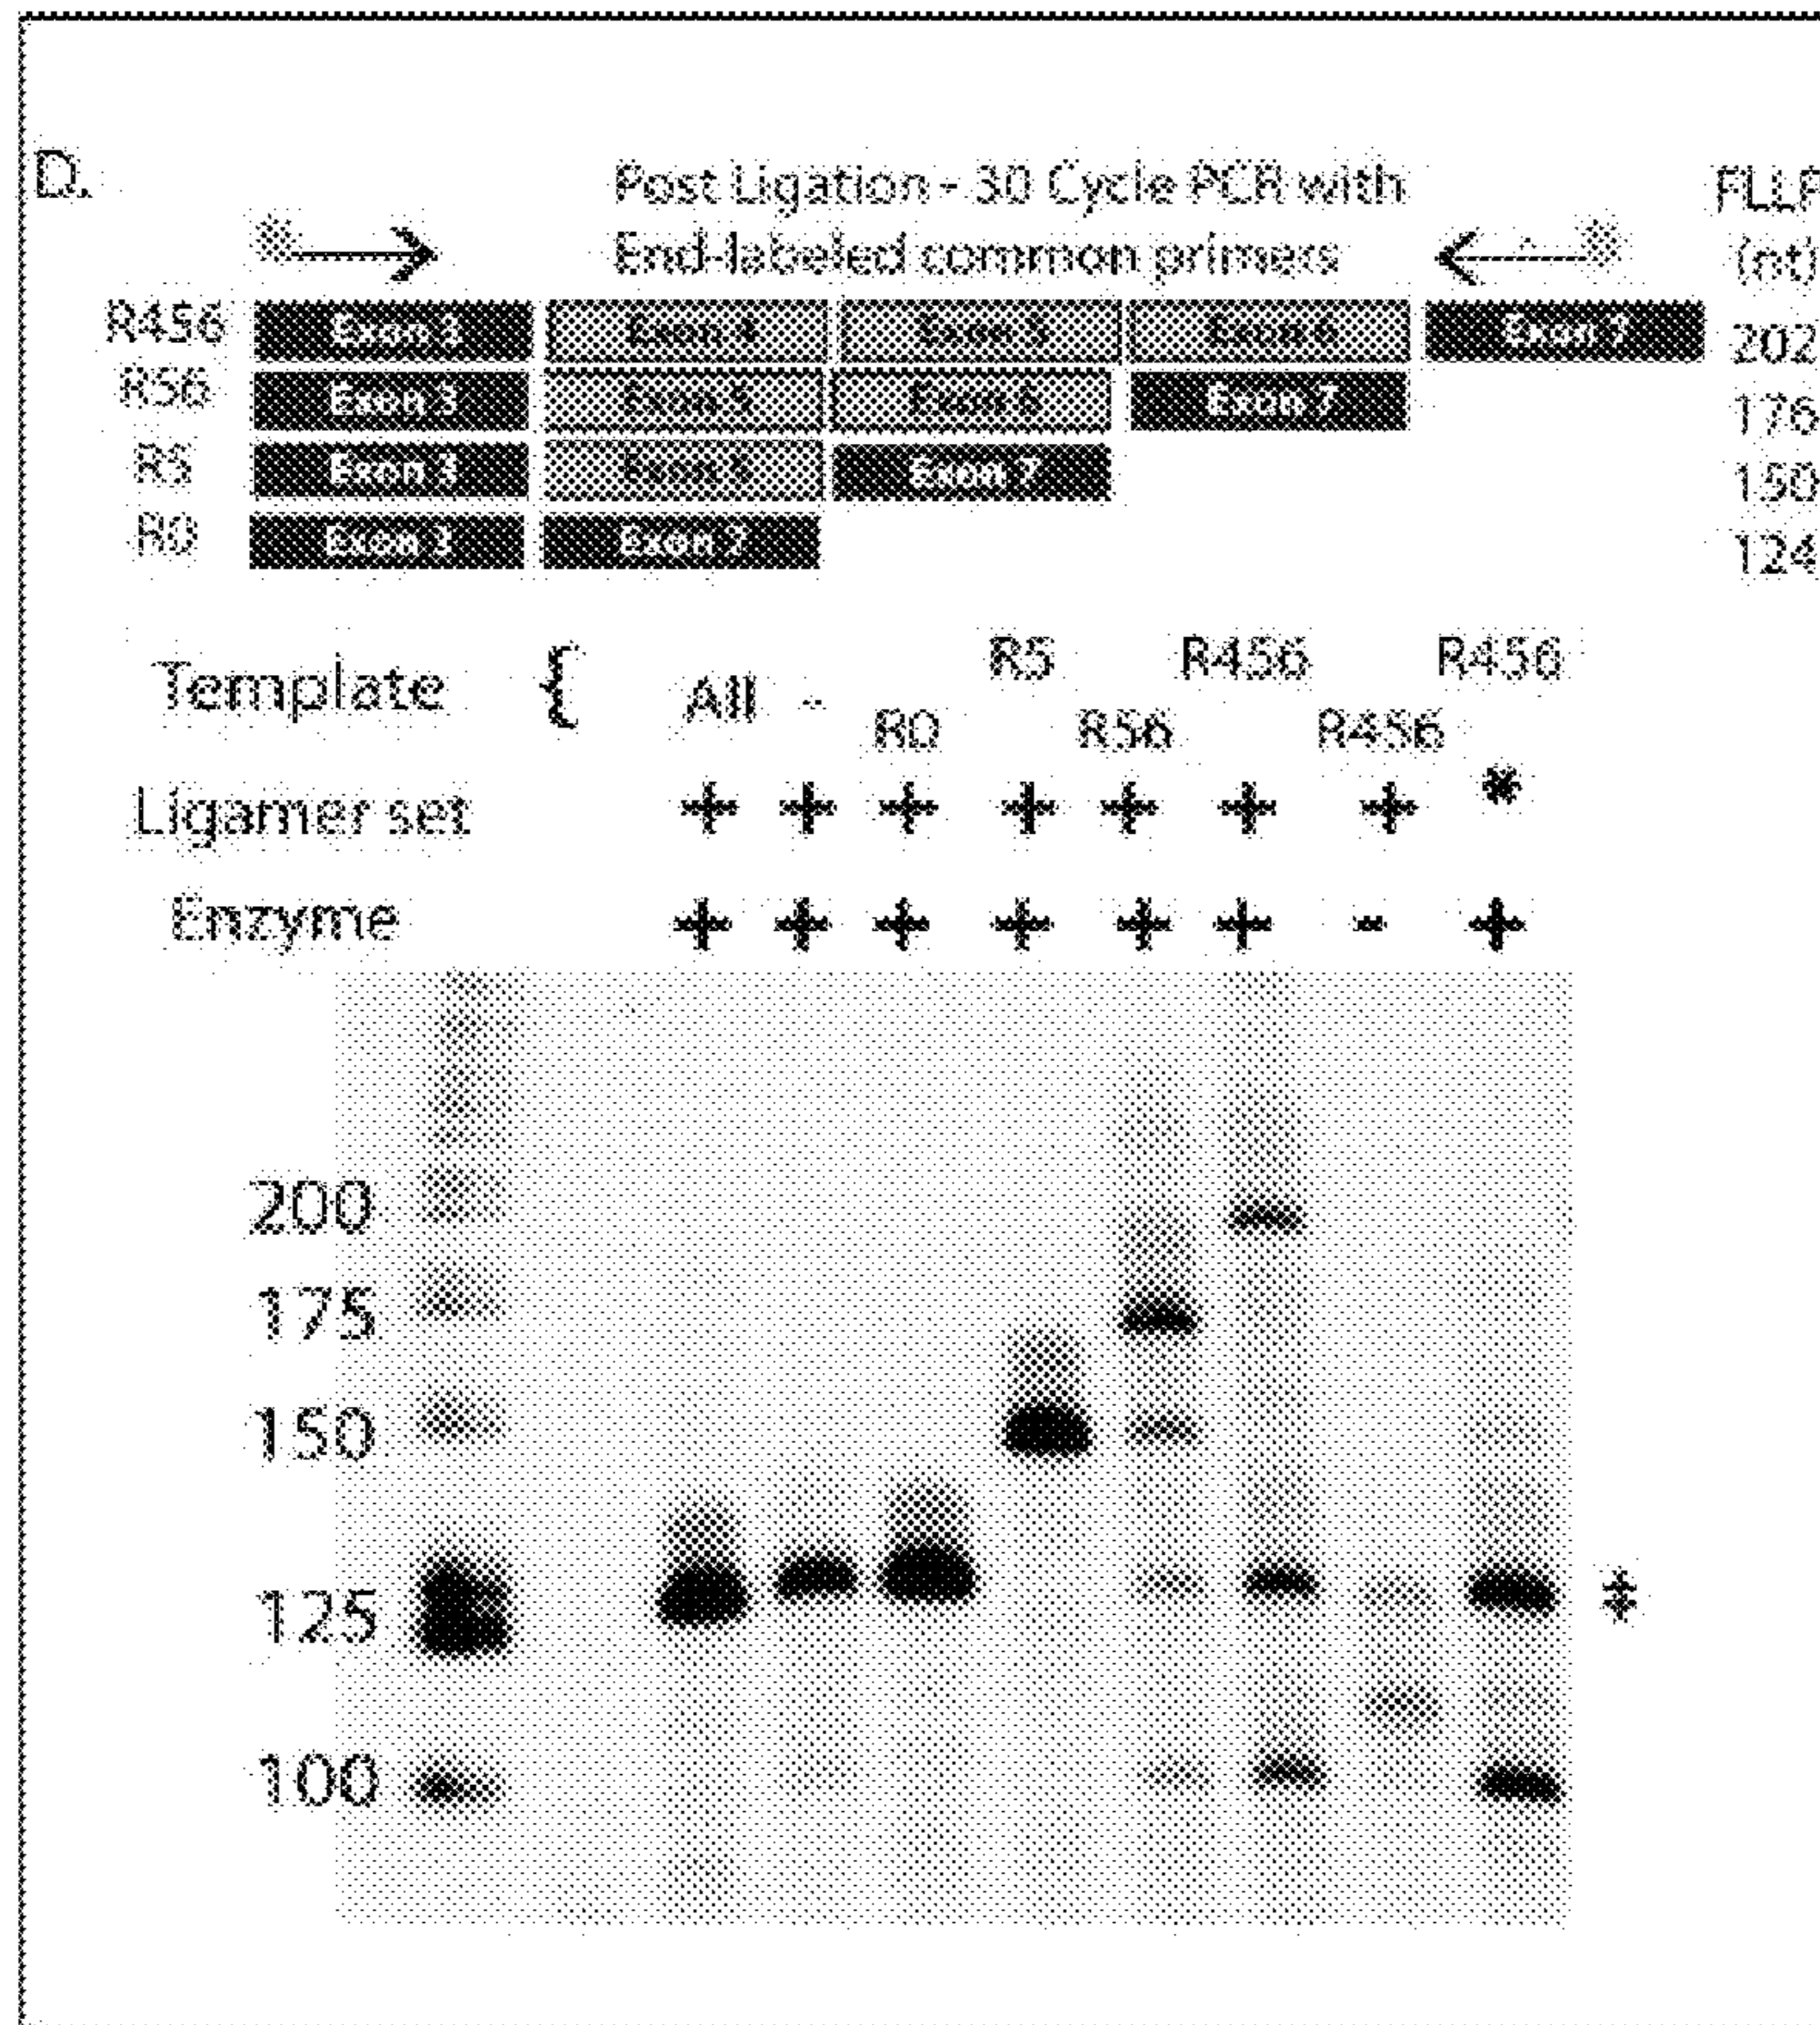 D.
Post Ligation - 30 Cycle PCR with
End-labeled common primers
FLLP
(nt)
R456 Exon 3 Exon 4 Exon 5 Exon 6 Exon 7 202
R56 Exon 3 Exon 5 Exon 6 Exon 7 176
R5 Exon 3 Exon 7 150
R0 Exon 3 Exon 7 124
R5 R456 R456
Template { All -
R0 R56 R456
Ligamer set + + + + + + + *
Enzyme + + + + + + - +
200
175
150
125 ‡
100